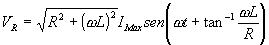 V_R = √(R² + (ωL)²) I_Max sen(ωt + tan⁻¹ ωL/R)